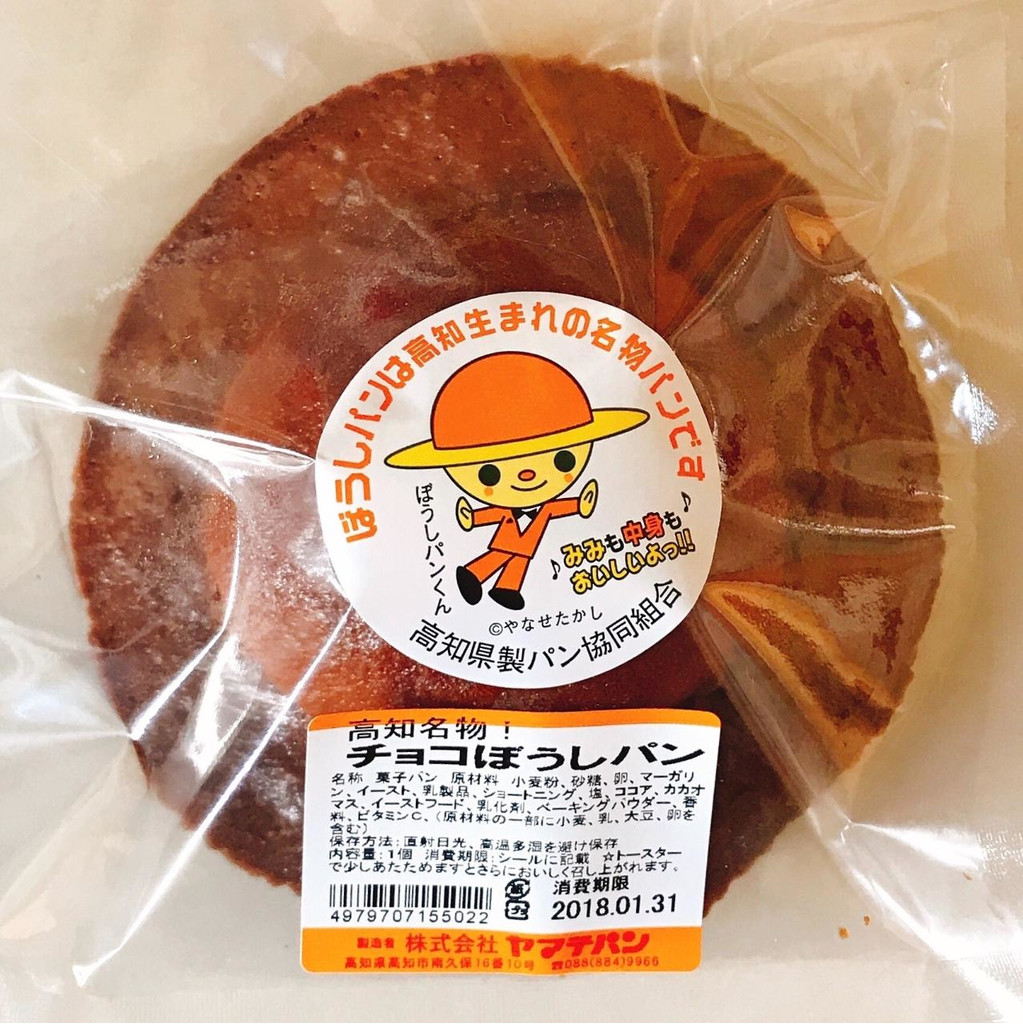 ぼうしパンは高知生まれの名物パンです
ぼうしパンくん
♪みみも中身も♪
おいしいよっ!!
©やなせたかし
高知県製パン協同組合
高知名物！
チョコぼうしパン
名称 菓子パン 原材料 小麦粉、砂糖、卵、マーガリ
ン、イースト、乳製品、ショートニング、塩、ココア、カカオ
マス、イーストフード、乳化剤、ベーキングパウダー、香
料、ビタミンC、(原材料の一部に小麦、乳、大豆、卵を
含む)
保存方法:直射日光、高温多湿を避け保存
内容量:1個 消費期限:シールに記載 ☆トースター
で少しあたためますとさらにおいしく召し上がれます。
消費期限
4979707155022
2018.01.31
製造者 株式会社 ヤマテパン
高知県高知市南久保16番10号 ☎088(884)9966